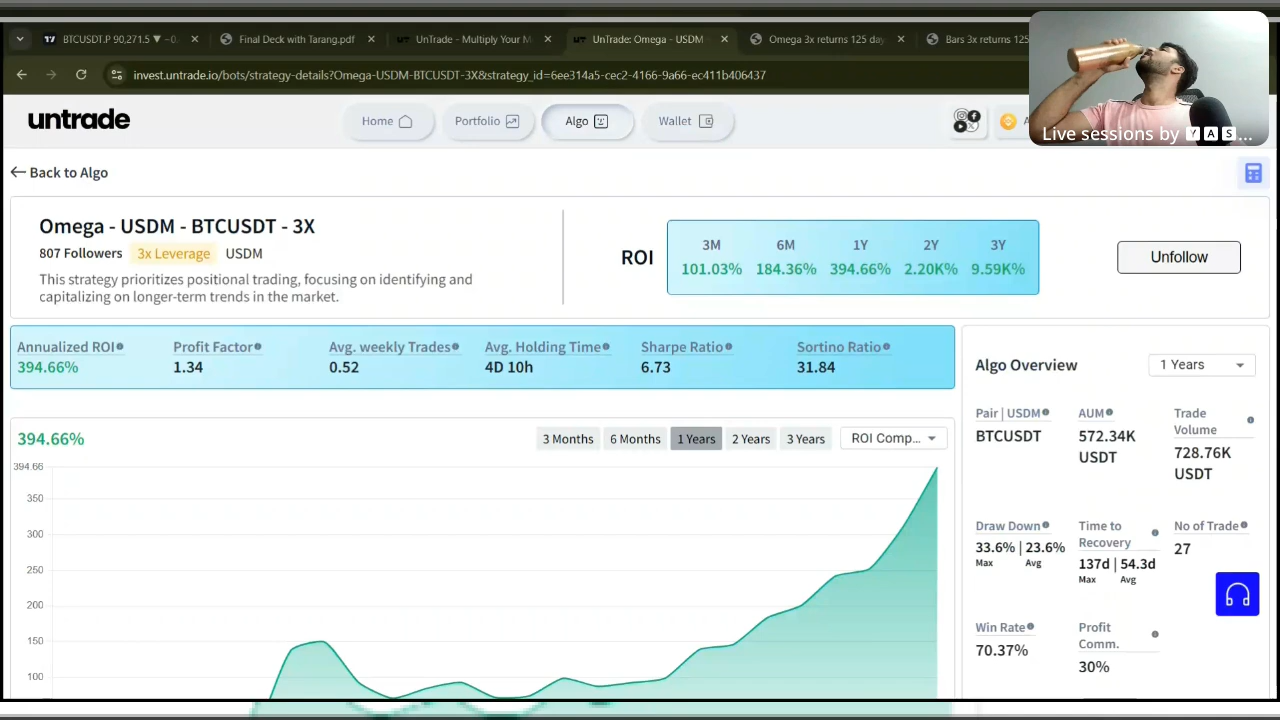 BTCUSDT.P 90,271.5 ▼ −0.
Final Deck with Tarang.pdf
UnTrade - Multiply Your M
UnTrade: Omega - USDM
Omega 3x returns 125 day
Bars 3x returns 125
invest.untrade.io/bots/strategy-details?Omega-USDM-BTCUSDT-3X&strategy_id=6ee314a5-cec2-4166-9a66-ec411b406437
Live sessions by YAS...
untrade
Home
Portfolio
Algo
Wallet
← Back to Algo
Omega - USDM - BTCUSDT - 3X
807 Followers 3x Leverage USDM
This strategy prioritizes positional trading, focusing on identifying and
capitalizing on longer-term trends in the market.
ROI
3M 6M 1Y 2Y 3Y
101.03% 184.36% 394.66% 2.20K% 9.59K%
Unfollow
Annualized ROI Profit Factor Avg. weekly Trades Avg. Holding Time Sharpe Ratio Sortino Ratio
394.66% 1.34 0.52 4D 10h 6.73 31.84
394.66%
3 Months 6 Months 1 Years 2 Years 3 Years ROI Comp...
394.66
350
300
250
200
150
100
Algo Overview 1 Years
Pair | USDM
BTCUSDT
AUM
572.34K
USDT
Trade
Volume
728.76K
USDT
Draw Down
33.6% | 23.6%
Max Avg
Time to
Recovery
137d | 54.3d
Max Avg
No of Trade
27
Win Rate
70.37%
Profit
Comm.
30%